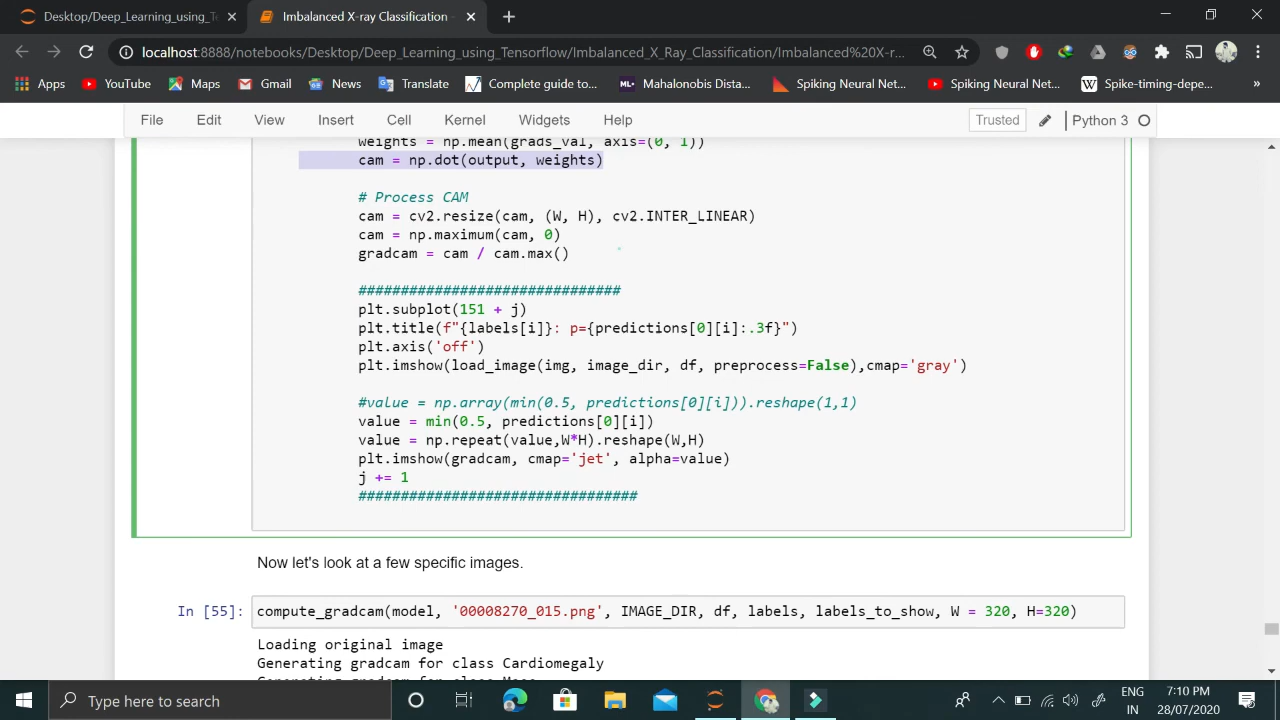 Desktop/Deep_Learning_using_T
Imbalanced X-ray Classification
localhost:8888/notebooks/Desktop/Deep_Learning_using_Tensorflow/Imbalanced_X_Ray_Classification/Imbalanced%20X-r...
Apps YouTube Maps Gmail News Translate Complete guide to... ML+ Mahalonobis Dista... Spiking Neural Net... Spiking Neural Net... W Spike-timing-depe... »
File Edit View Insert Cell Kernel Widgets Help Trusted Python 3
weights = np.mean(grads_val, axis=(0, 1))
cam = np.dot(output, weights)
# Process CAM
cam = cv2.resize(cam, (W, H), cv2.INTER_LINEAR)
cam = np.maximum(cam, 0)
gradcam = cam / cam.max()
###############################
plt.subplot(151 + j)
plt.title(f"{labels[i]}: p={predictions[0][i]:.3f}")
plt.axis('off')
plt.imshow(load_image(img, image_dir, df, preprocess=False),cmap='gray')
#value = np.array(min(0.5, predictions[0][i])).reshape(1,1)
value = min(0.5, predictions[0][i])
value = np.repeat(value,W*H).reshape(W,H)
plt.imshow(gradcam, cmap='jet', alpha=value)
j += 1
#################################
Now let's look at a few specific images.
In [55]: compute_gradcam(model, '00008270_015.png', IMAGE_DIR, df, labels, labels_to_show, W = 320, H=320)
Loading original image
Generating gradcam for class Cardiomegaly
Generating gradcam for class Mass
Type here to search
ENG
IN
7:10 PM
28/07/2020